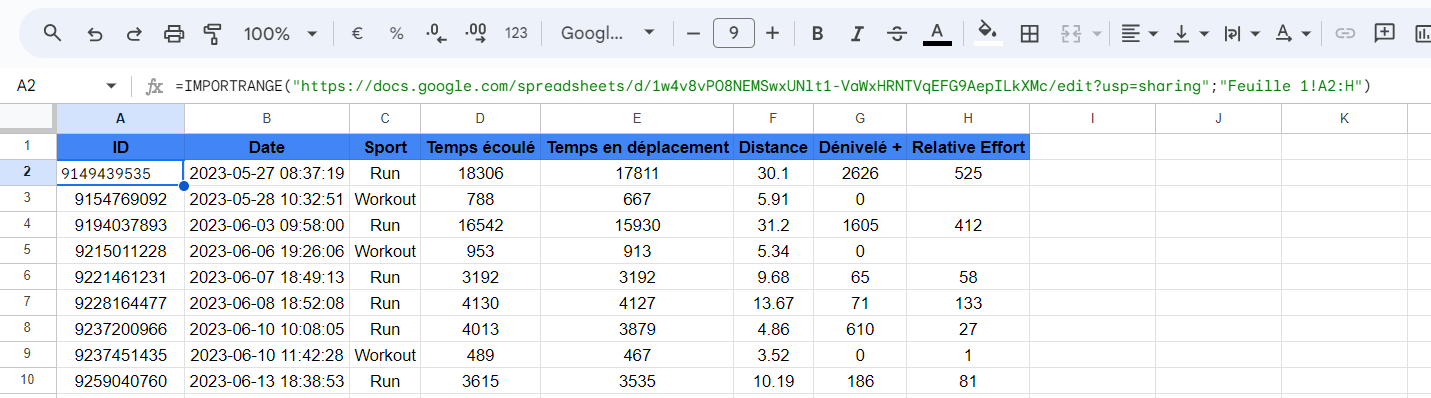 100% € % .0 .00 123 Googl... − 9 + B I S A A
A2 fx =IMPORTRANGE("https://docs.google.com/spreadsheets/d/1w4v8vPO8NEMSwxUNlt1-VaWxHRNTVqEFG9AepILkXMc/edit?usp=sharing";"Feuille 1!A2:H")
A B C D E F G H I J K
1 ID Date Sport Temps écoulé Temps en déplacement Distance Dénivelé + Relative Effort
2 9149439535 2023-05-27 08:37:19 Run 18306 17811 30.1 2626 525
3 9154769092 2023-05-28 10:32:51 Workout 788 667 5.91 0
4 9194037893 2023-06-03 09:58:00 Run 16542 15930 31.2 1605 412
5 9215011228 2023-06-06 19:26:06 Workout 953 913 5.34 0
6 9221461231 2023-06-07 18:49:13 Run 3192 3192 9.68 65 58
7 9228164477 2023-06-08 18:52:08 Run 4130 4127 13.67 71 133
8 9237200966 2023-06-10 10:08:05 Run 4013 3879 4.86 610 27
9 9237451435 2023-06-10 11:42:28 Workout 489 467 3.52 0 1
10 9259040760 2023-06-13 18:38:53 Run 3615 3535 10.19 186 81